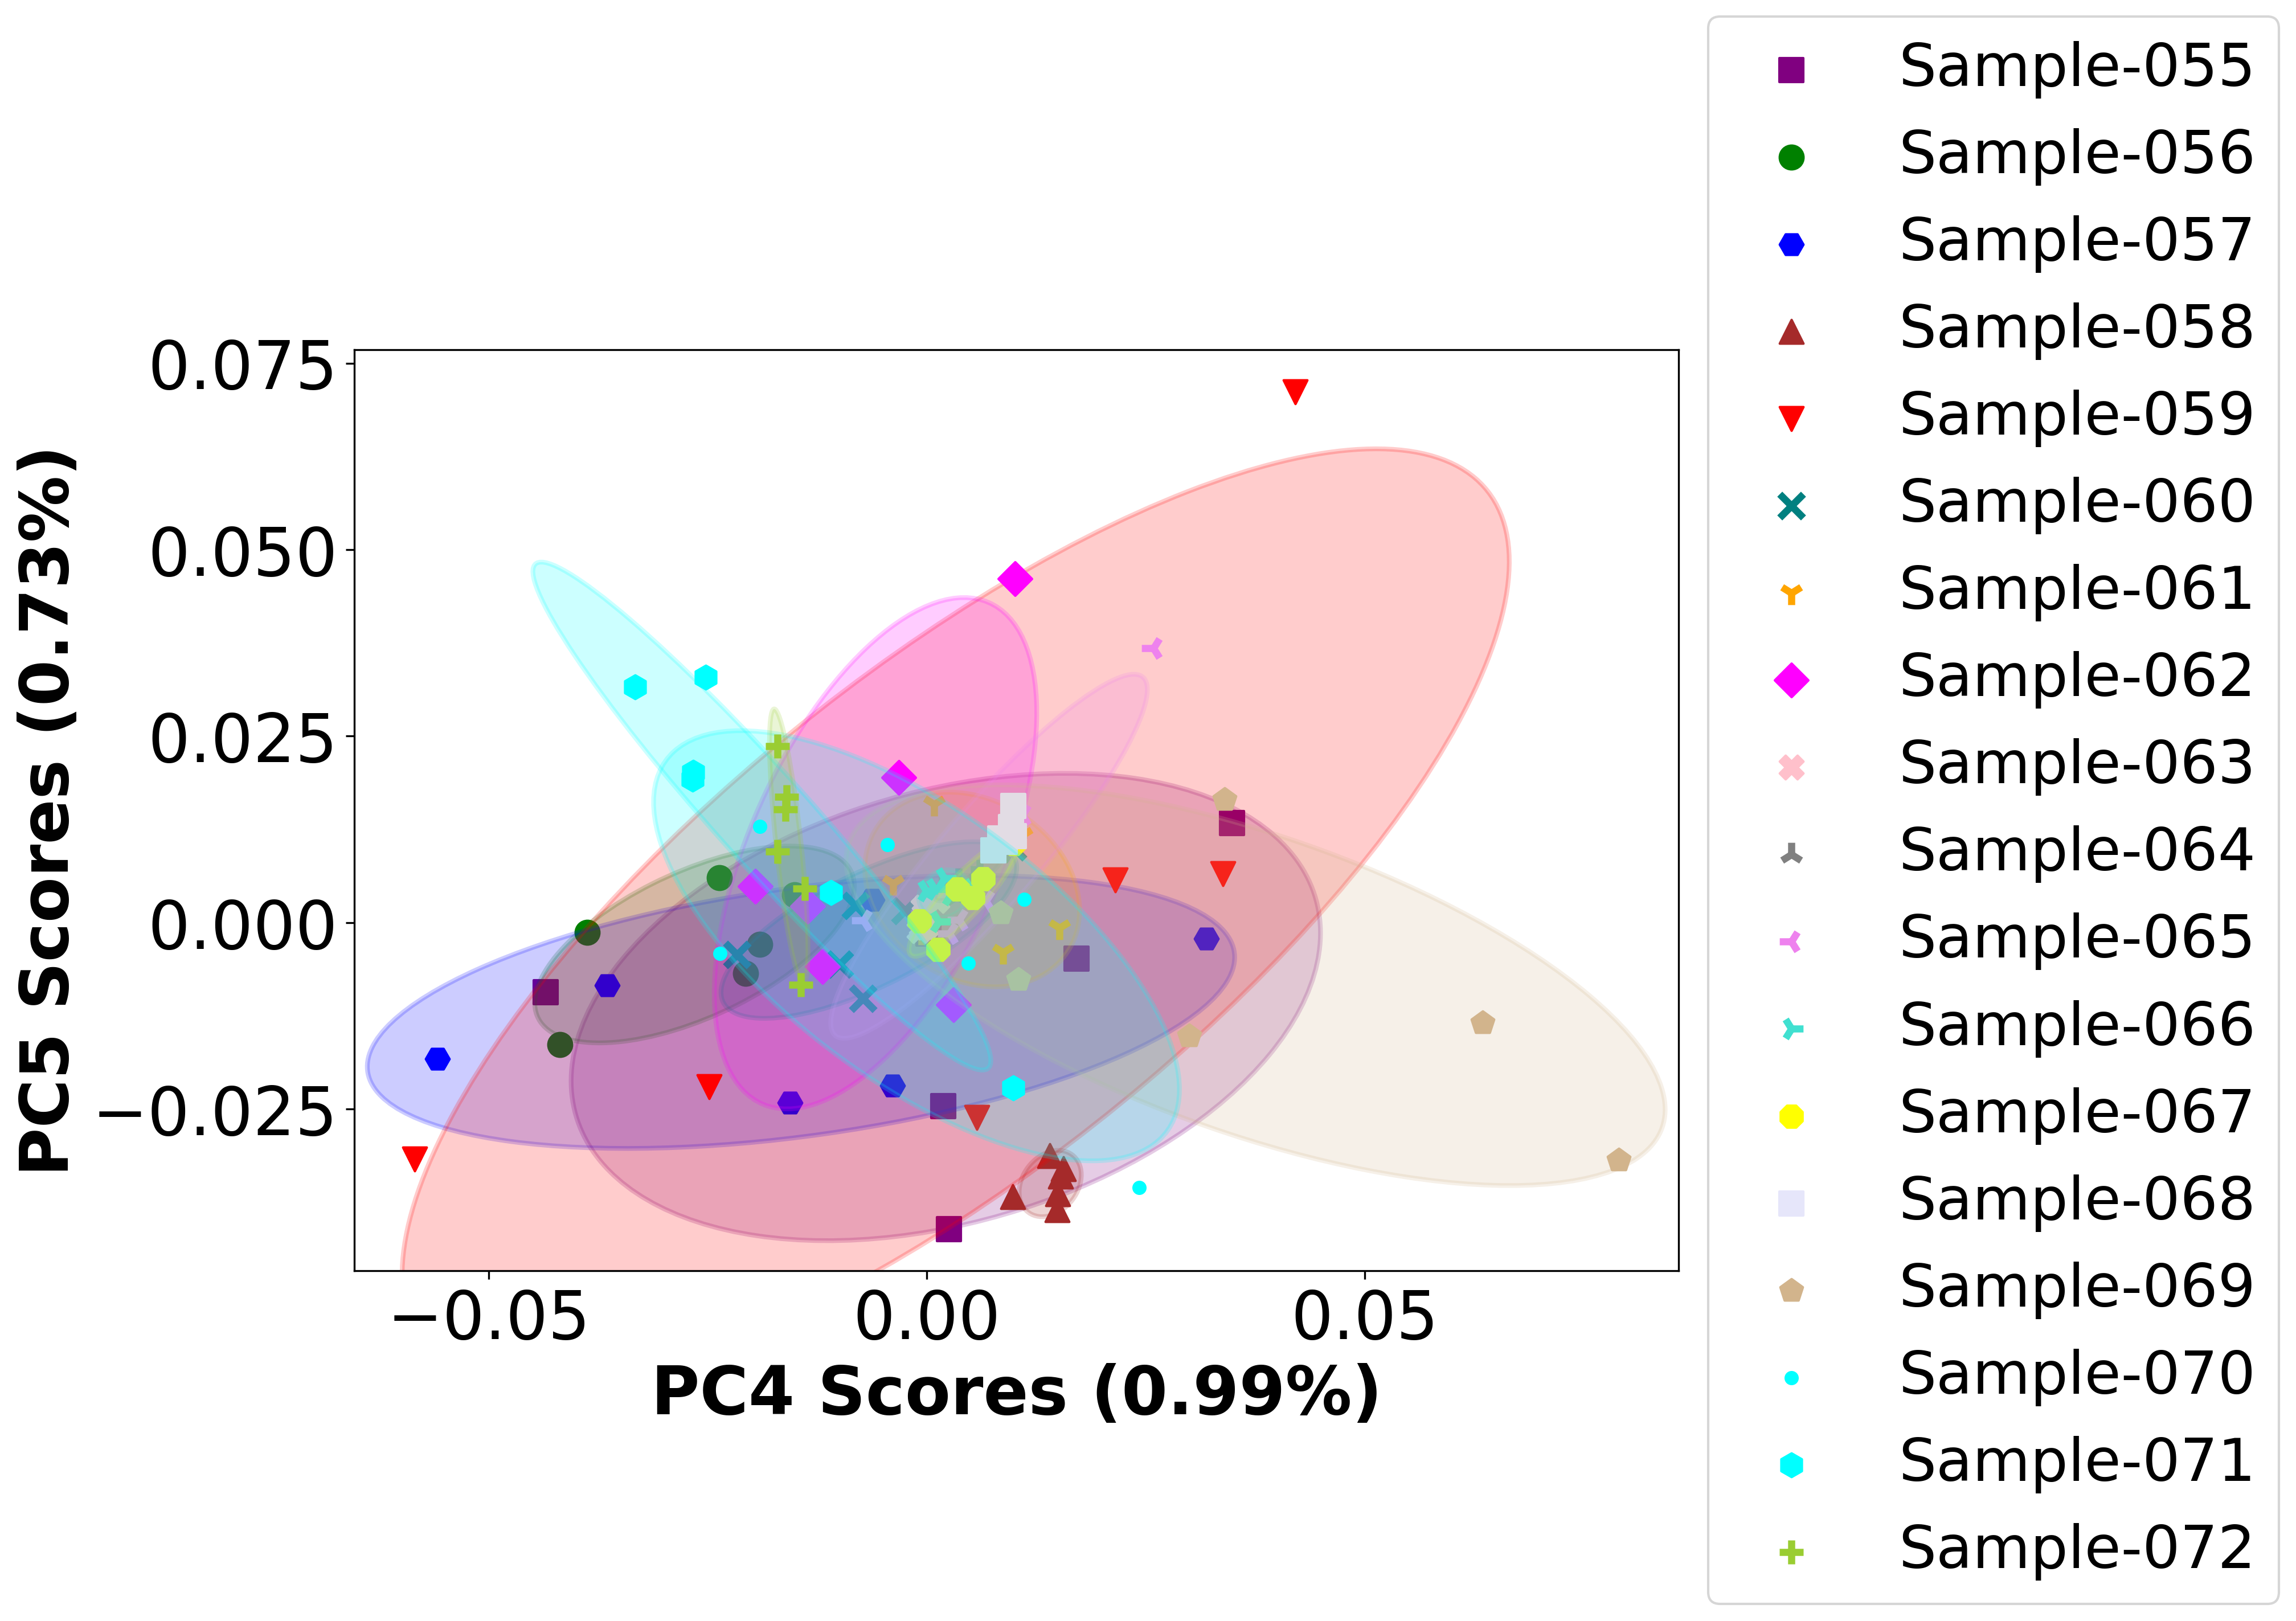 0.075
0.050
0.025
0.000
−0.025
PC5 Scores (0.73%)
−0.05
0.00
0.05
PC4 Scores (0.99%)
Sample-055
Sample-056
Sample-057
Sample-058
Sample-059
Sample-060
Sample-061
Sample-062
Sample-063
Sample-064
Sample-065
Sample-066
Sample-067
Sample-068
Sample-069
Sample-070
Sample-071
Sample-072